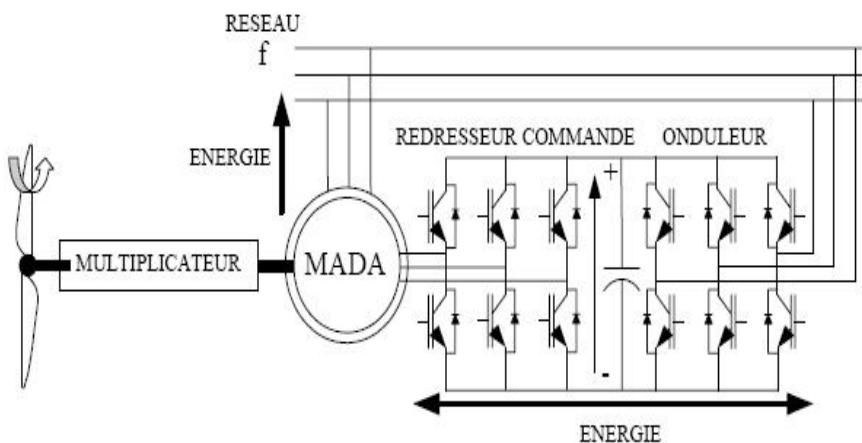 RESEAU
f
REDRESSEUR COMMANDE ONDULEUR
ENERGIE
+
MULTIPLICATEUR
MADA
-
ENERGIE